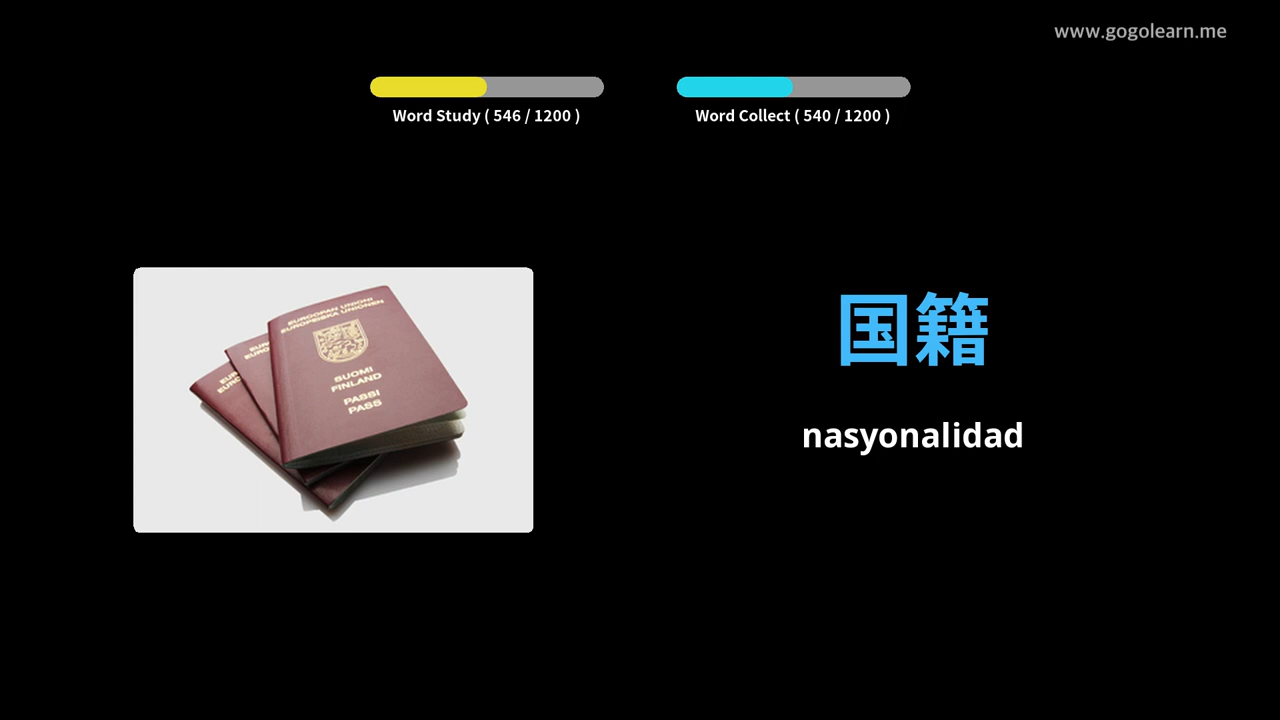 www.gogolearn.me
Word Study ( 546 / 1200 )
Word Collect ( 540 / 1200 )
EUROOPAN UNIONI
EUROPEISKA UNIONEN
SUOMI
FINLAND
PASSI
PASS
国籍
nasyonalidad